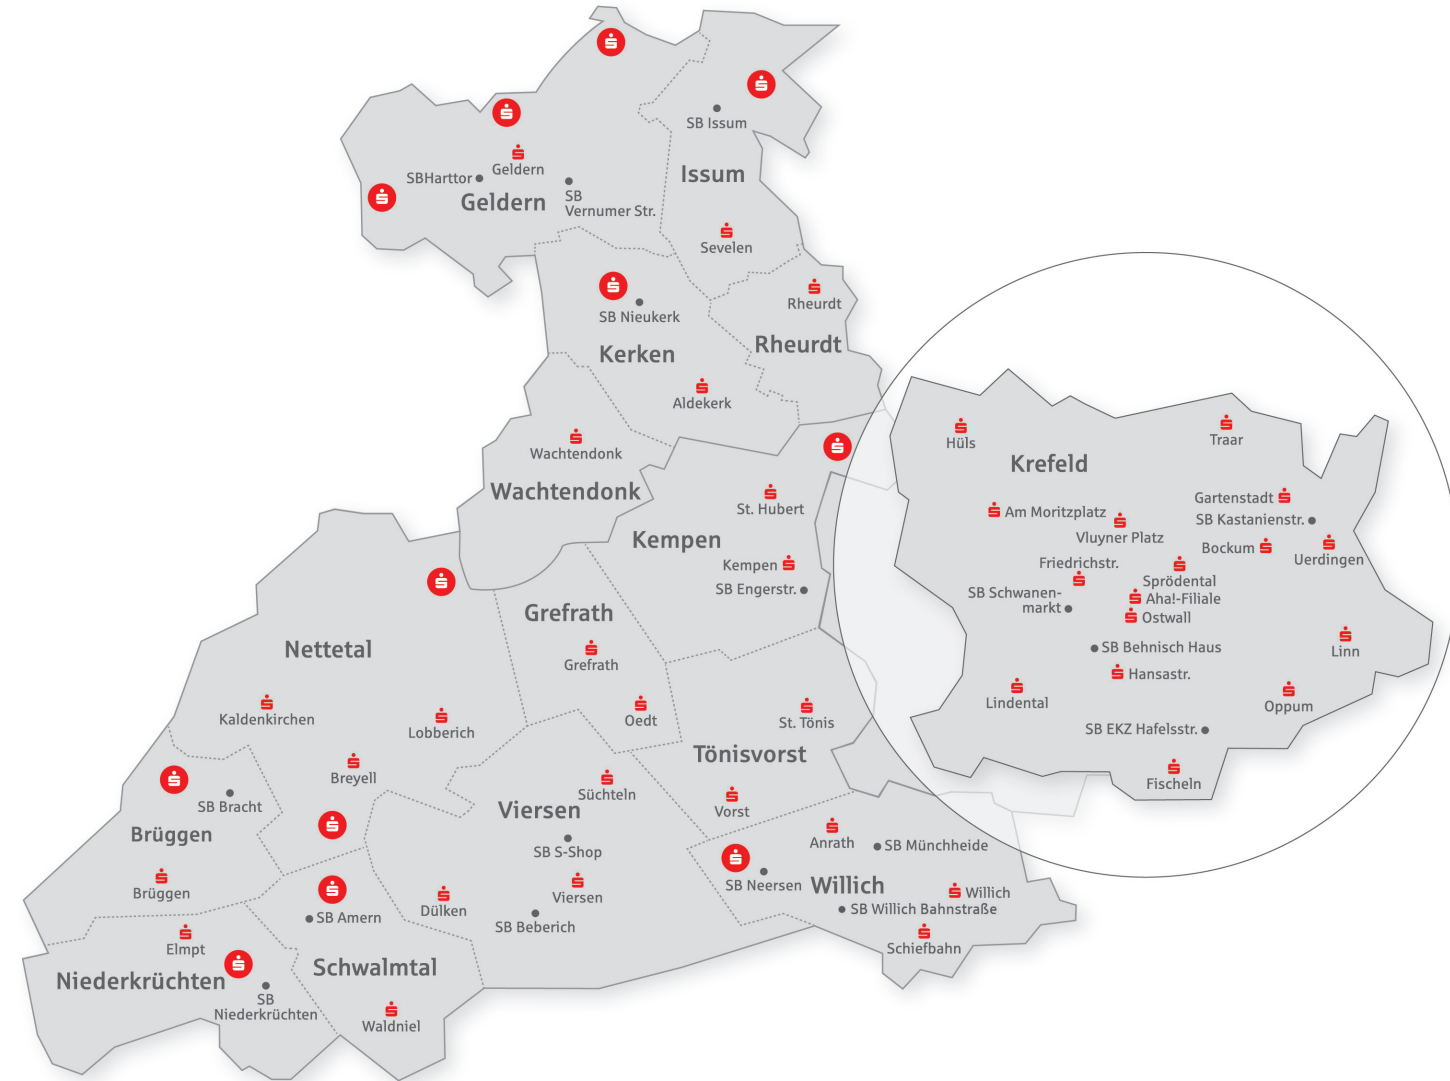 SB Issum
Issum
Geldern
SBHarttor
Geldern
SB
Vernumer Str.
Sevelen
Rheurdt
SB Nieukerk
Kerken
Rheurdt
Aldekerk
Wachtendonk
Wachtendonk
St. Hubert
Kempen
Kempen
SB Engerstr.
Grefrath
Grefrath
Oedt
Nettetal
Kaldenkirchen
Lobberich
Breyell
St. Tönis
Tönisvorst
Vorst
SB Bracht
Brüggen
Brüggen
Süchteln
Viersen
SB S-Shop
Viersen
Dülken
SB Beberich
Anrath
SB Münchheide
SB Neersen
Willich
Willich
SB Willich Bahnstraße
Schiefbahn
SB Amern
Elmpt
Niederkrüchten
SB
Niederkrüchten
Schwalmtal
Waldniel
Hüls
Traar
Krefeld
Gartenstadt
Am Moritzplatz
SB Kastanienstr.
Vluyner Platz
Bockum
Uerdingen
Friedrichstr.
Sprödental
SB Schwanen-
markt
Aha!-Filiale
Ostwall
SB Behnisch Haus
Linn
Hansastr.
Lindental
Oppum
SB EKZ Hafelsstr.
Fischeln